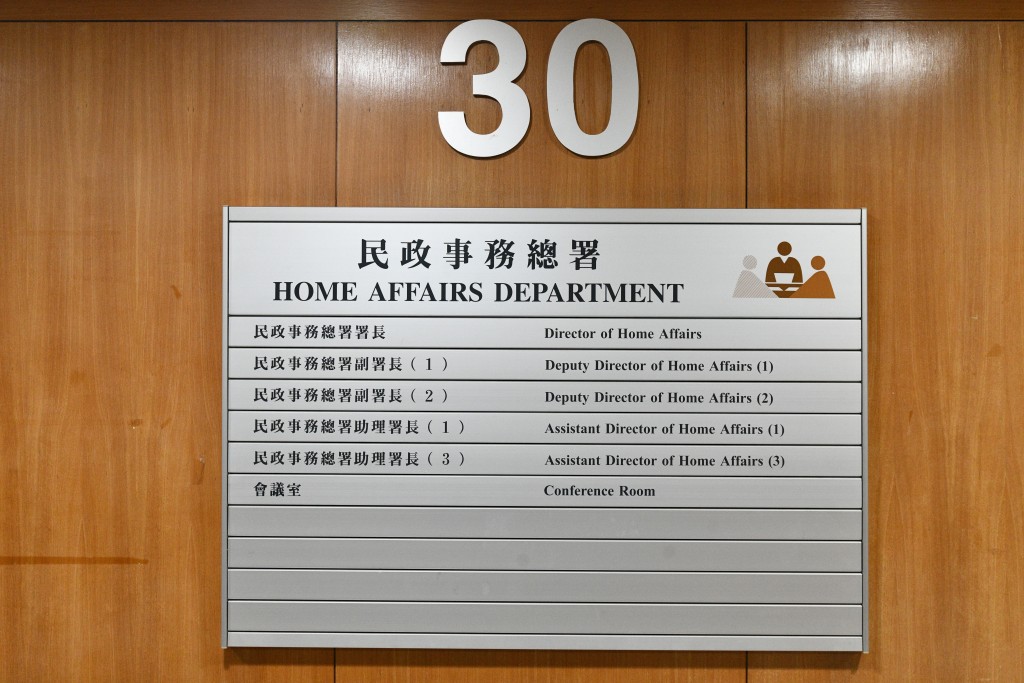 30
民政事務總署
HOME AFFAIRS DEPARTMENT
民政事務總署署長 Director of Home Affairs
民政事務總署副署長(1) Deputy Director of Home Affairs (1)
民政事務總署副署長(2) Deputy Director of Home Affairs (2)
民政事務總署助理署長(1) Assistant Director of Home Affairs (1)
民政事務總署助理署長(3) Assistant Director of Home Affairs (3)
會議室 Conference Room